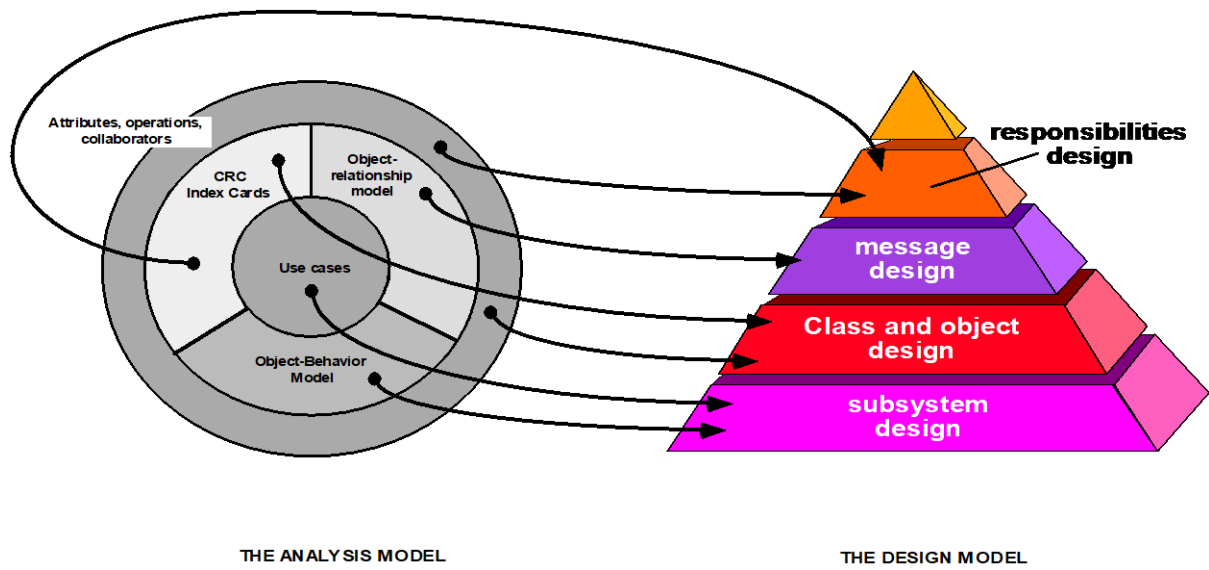 Attributes, operations,
collaborators
CRC
Index Cards
Object-
relationship
model
Use cases
Object-Behavior
Model
responsibilities
design
message
design
Class and object
design
subsystem
design
THE ANALYSIS MODEL
THE DESIGN MODEL